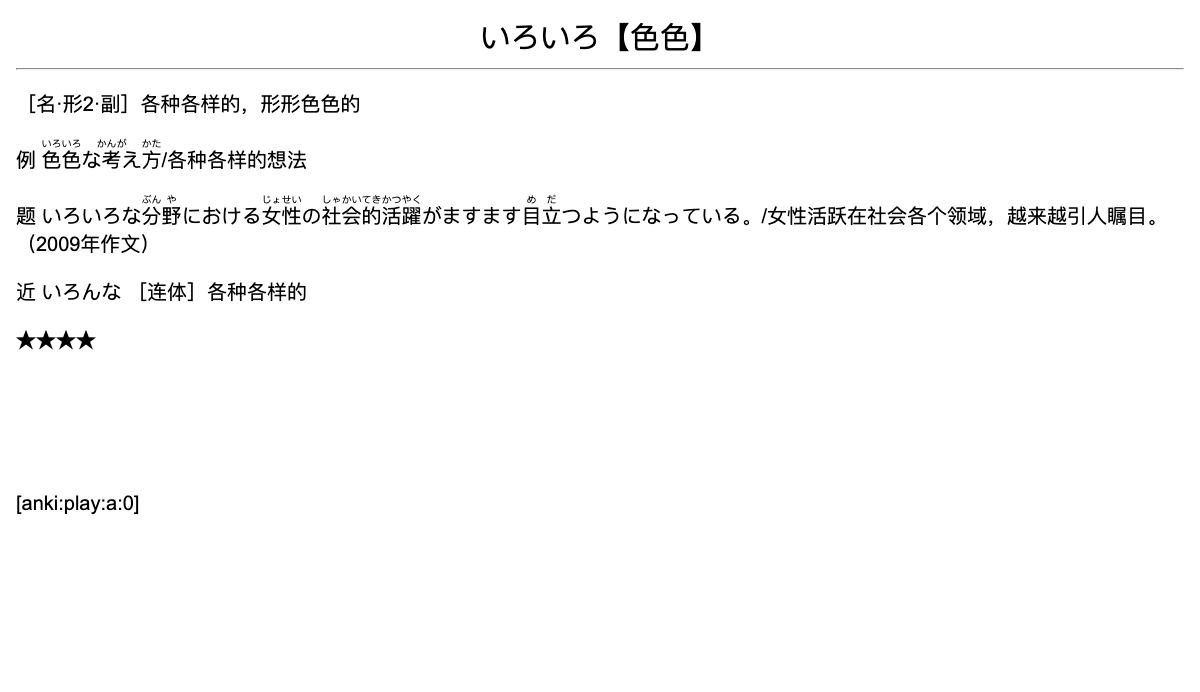 いろいろ【色色】
［名·形2·副］各种各样的，形形色色的
いろいろ かんが かた
例 色色な考え方/各种各样的想法
ぶん や じょせい しゃかいてきかつやく め だ
题 いろいろな分野における女性の社会的活躍がますます目立つようになっている。/女性活跃在社会各个领域，越来越引人瞩目。
（2009年作文）
近 いろんな ［连体］各种各样的
★★★★
[anki:play:a:0]